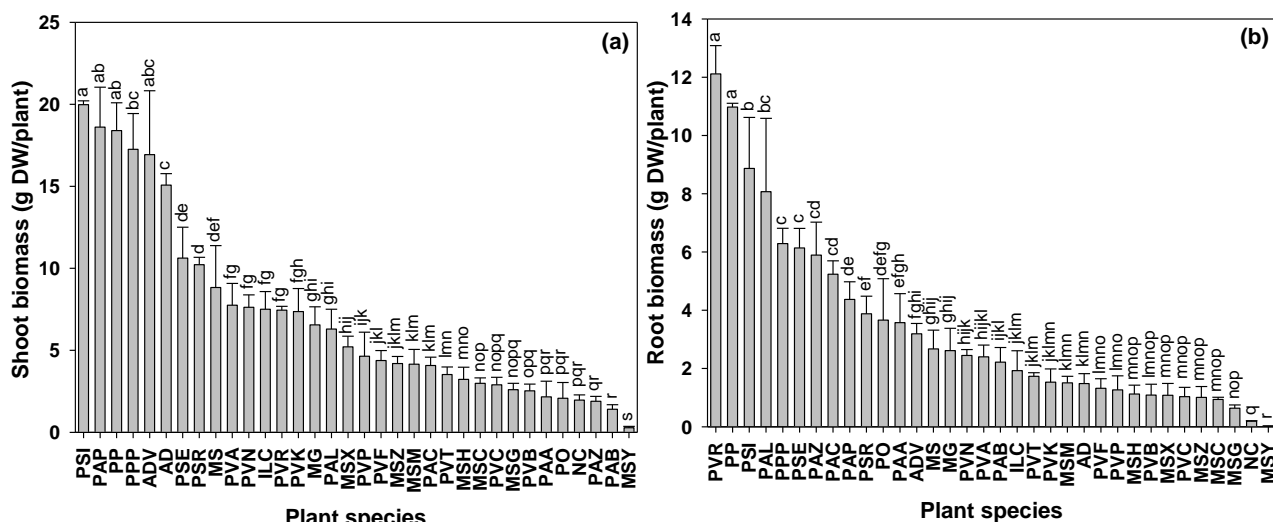 (a)
Shoot biomass (g DW/plant)
25
20
15
10
5
0
a ab ab bc abc c de d def fg fg fg fg fgh ghi ghi hij ijk jkl jklm klm klm lmn mno nop nopq nopq opq pqr pqr pqr qr r s
PSI PAP PP PPP ADV AD PSE PSR MS PVA PVN ILC PVR PVK MG PAL MSX PVP PVF MSZ MSM PAC PVT MSH MSC PVC MSG PVB PAA PO NC PAZ PAB MSY
Plant species
(b)
Root biomass (g DW/plant)
14
12
10
8
6
4
2
0
a a b bc c c cd cd de ef defg efgh fghi ghij ghij hijk hijkl ijkl jklm jklm jklmn klmn klmn lmno lmno mnop lmnop mnop mnop mnop mnop nop q r
PVR PP PSI PAL PPP PSE PAZ PAC PAP PSR PO PAA ADV MS MG PVN PVA PAB ILC PVT PVK MSM AD PVF PVP MSH PVB MSX PVC MSZ MSC MSG NC MSY
Plant species